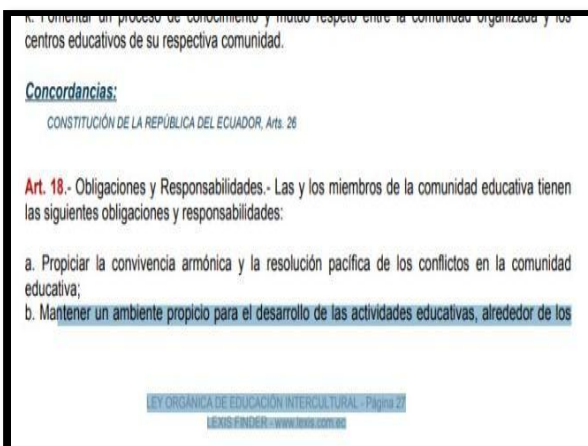 k. Fomentar un proceso de conocimiento y mutuo respeto entre la comunidad organizada y los
centros educativos de su respectiva comunidad.
Concordancias:
CONSTITUCIÓN DE LA REPÚBLICA DEL ECUADOR, Arts. 26
Art. 18.- Obligaciones y Responsabilidades.- Las y los miembros de la comunidad educativa tienen
las siguientes obligaciones y responsabilidades:
a. Propiciar la convivencia armónica y la resolución pacífica de los conflictos en la comunidad
educativa;
b. Mantener un ambiente propicio para el desarrollo de las actividades educativas, alrededor de los
LEY ORGÁNICA DE EDUCACIÓN INTERCULTURAL - Página 27
LEXIS FINDER - www.lexis.com.ec